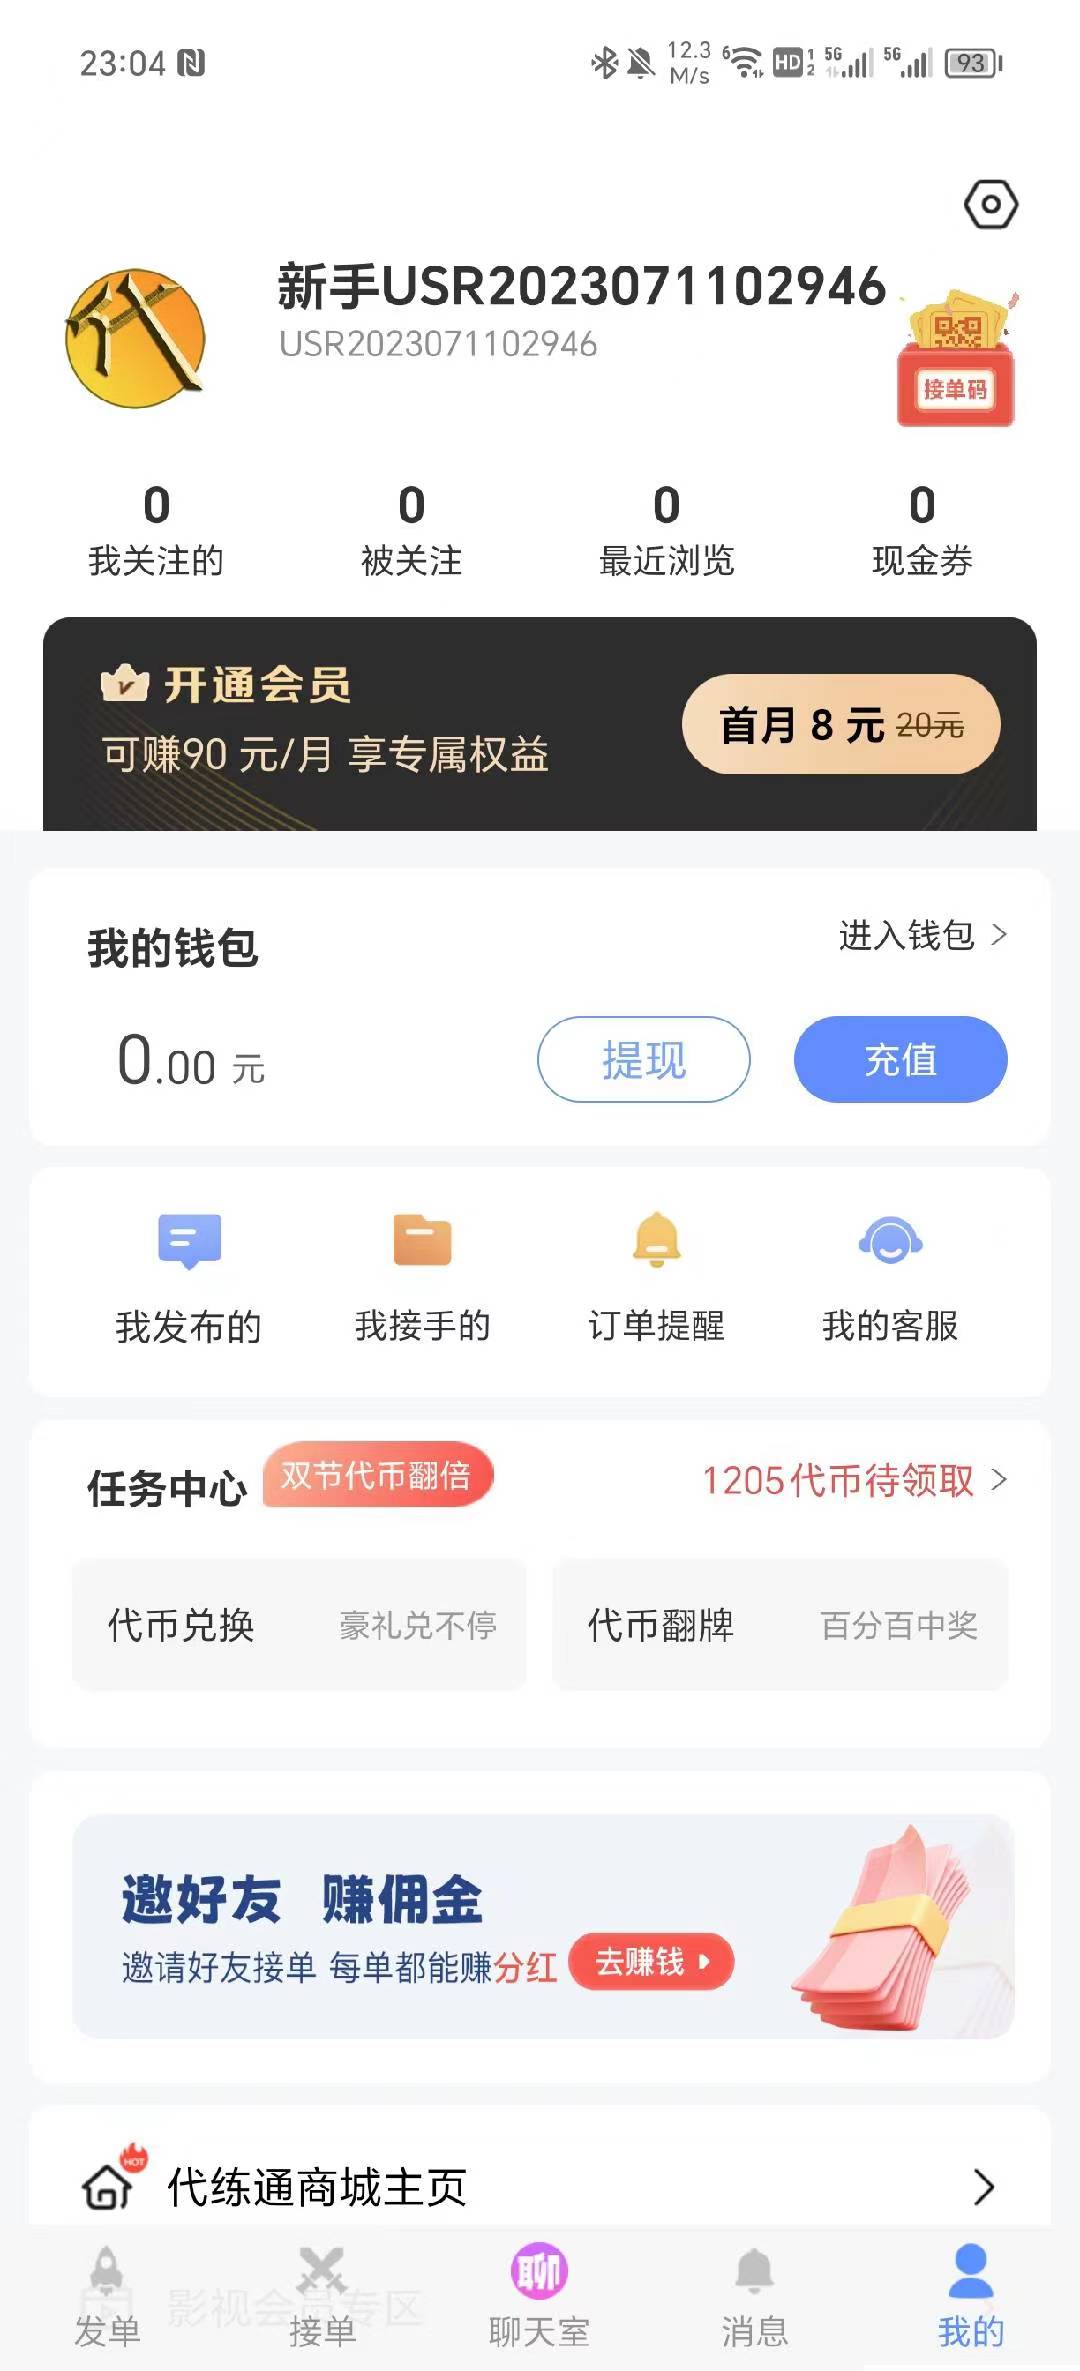 23:04
12.3
M/s
6
HD 1
2
5G
5G
93
代
新手USR2023071102946
USR2023071102946
接单码
0
我关注的
0
被关注
0
最近浏览
0
现金券
开通会员
可赚90 元/月 享专属权益
首月 8 元 20元
我的钱包
进入钱包
0.00 元
提现
充值
我发布的
我接手的
订单提醒
我的客服
任务中心
双节代币翻倍
1205代币待领取
代币兑换
豪礼兑不停
代币翻牌
百分百中奖
邀好友 赚佣金
邀请好友接单 每单都能赚分红
去赚钱
HOT
代练通商城主页
影视会员专区
发单
接单
聊
聊天室
消息
我的